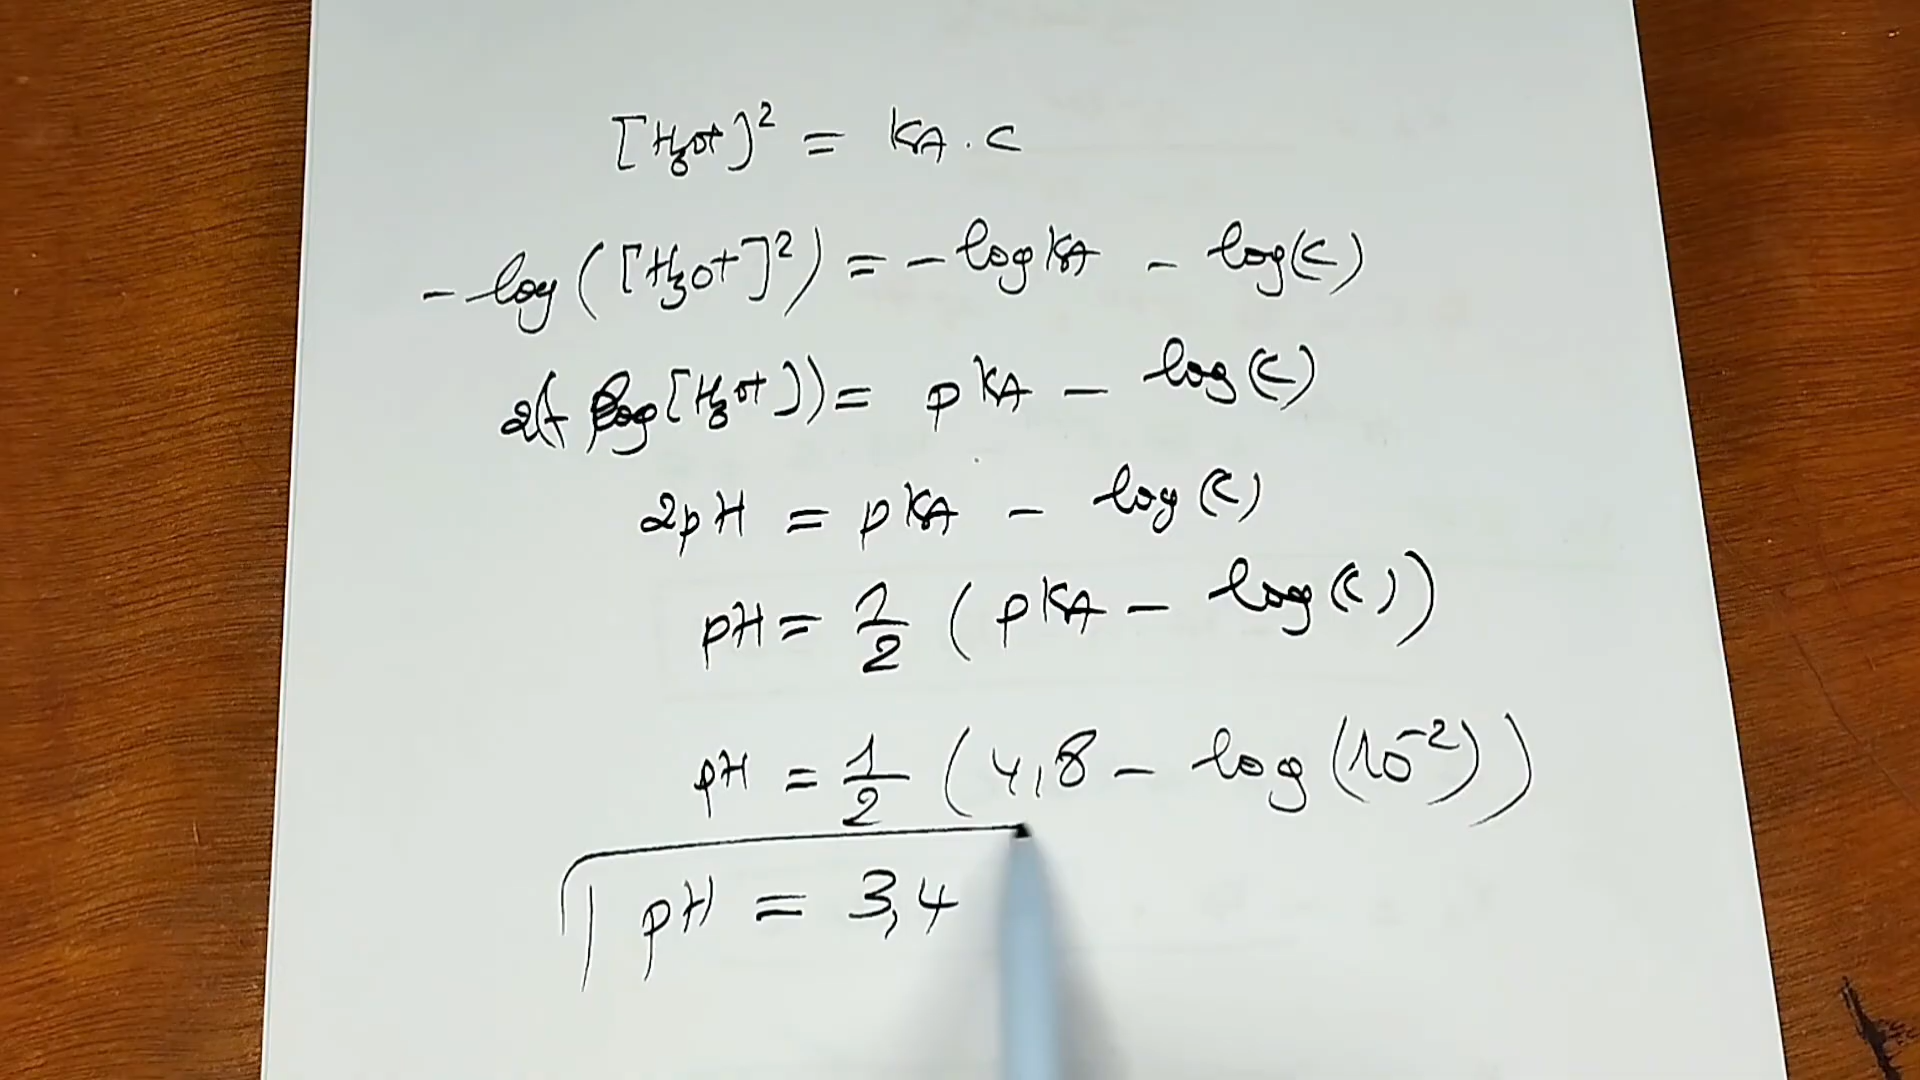 [H₃O+]² = KA . C
- log([H₃O+]²) = - log KA - log(C)
2(- log[H₃O+]) = pKA - log(C)
2pH = pKA - log(C)
pH = 1/2 (pKA - log(C))
pH = 1/2 (4,8 - log(10⁻²))
pH = 3,4